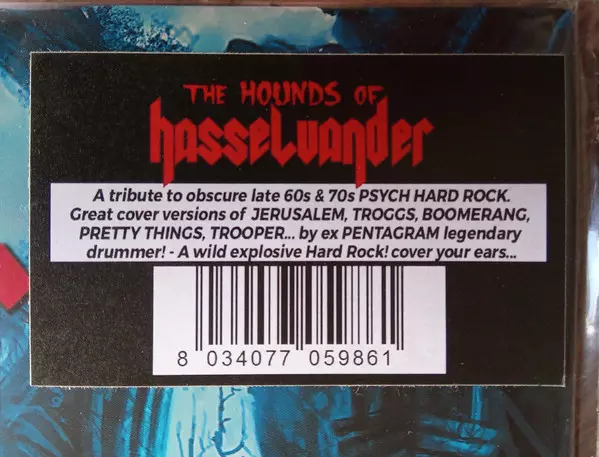 THE HOUNDS OF
hasselvander
A tribute to obscure late 60s & 70s PSYCH HARD ROCK.
Great cover versions of JERUSALEM, TROGGS, BOOMERANG,
PRETTY THINGS, TROOPER... by ex PENTAGRAM legendary
drummer! - A wild explosive Hard Rock! cover your ears...
8 034077 059861